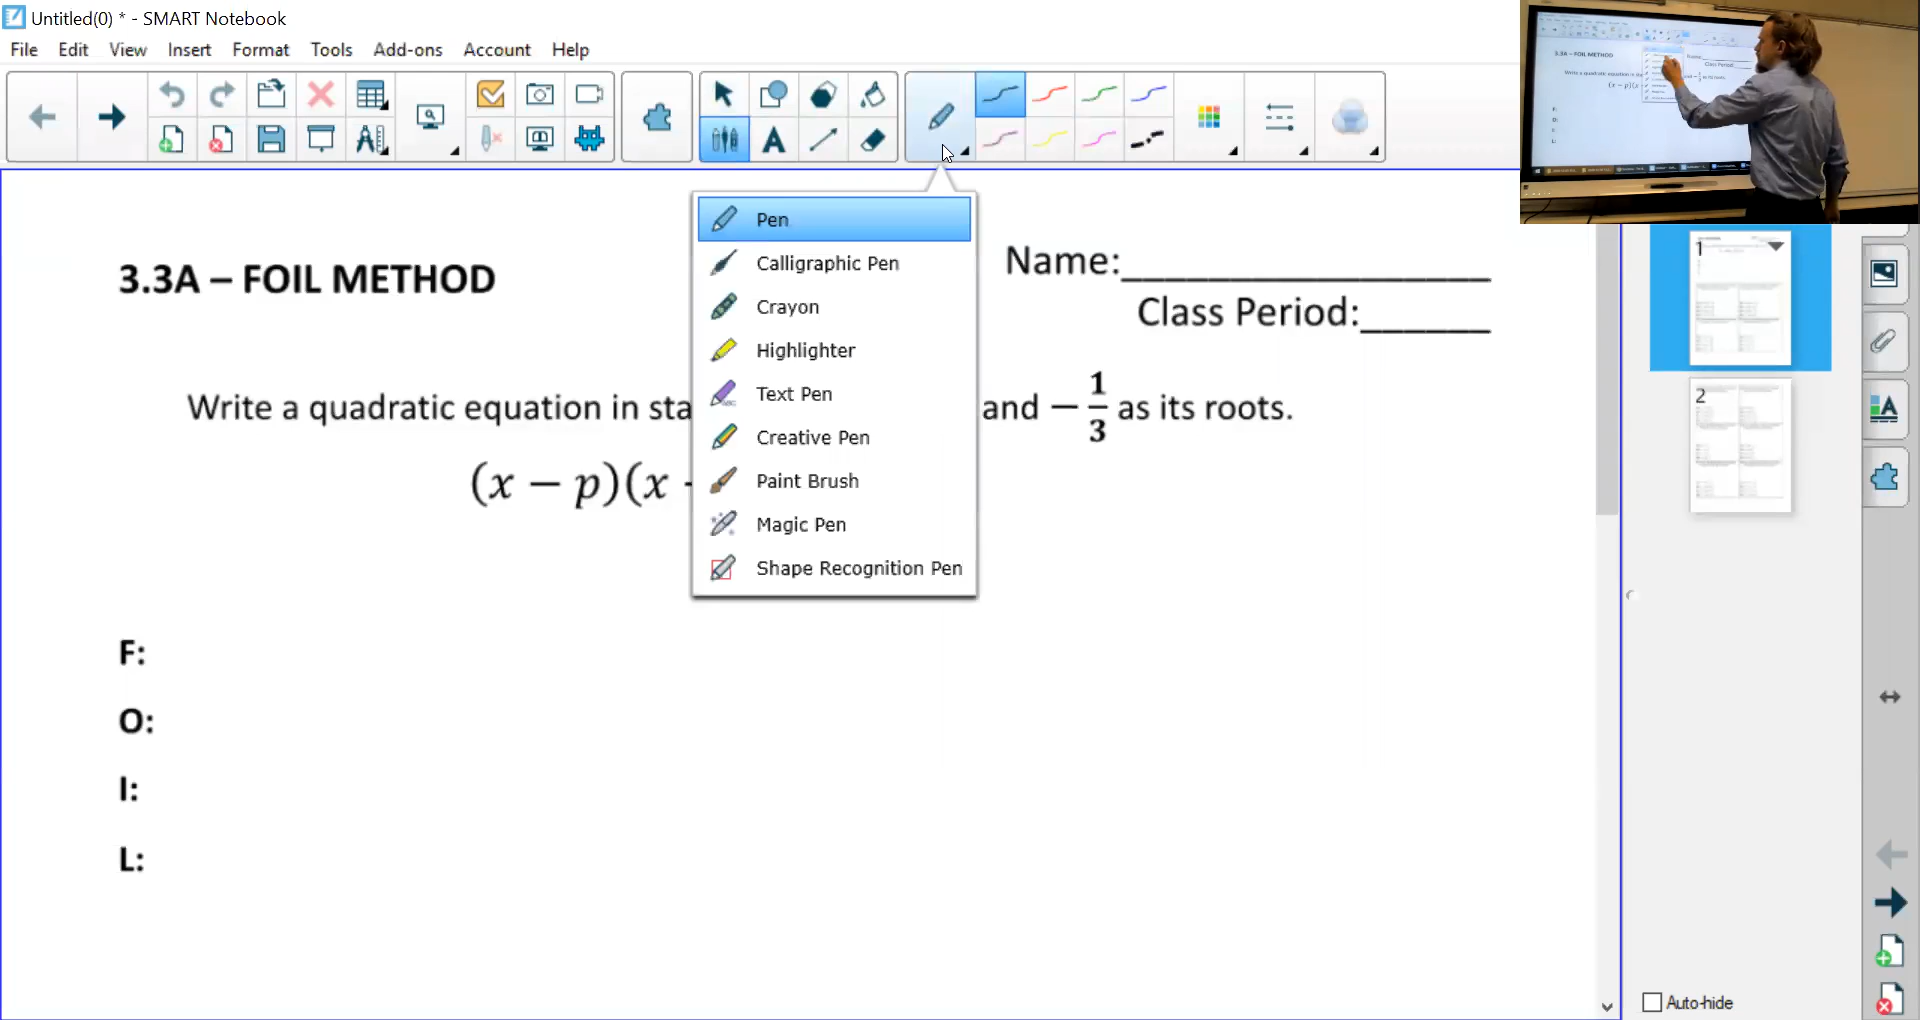 Untitled(0) * - SMART Notebook
File Edit View Insert Format Tools Add-ons Account Help
Pen
Calligraphic Pen
Crayon
Highlighter
Text Pen
Creative Pen
Paint Brush
Magic Pen
Shape Recognition Pen
3.3A – FOIL METHOD
Name:_________________
Class Period:______
Write a quadratic equation in sta and − 1/3 as its roots.
(x − p)(x -
F:
O:
I:
L:
1
2
Auto-hide